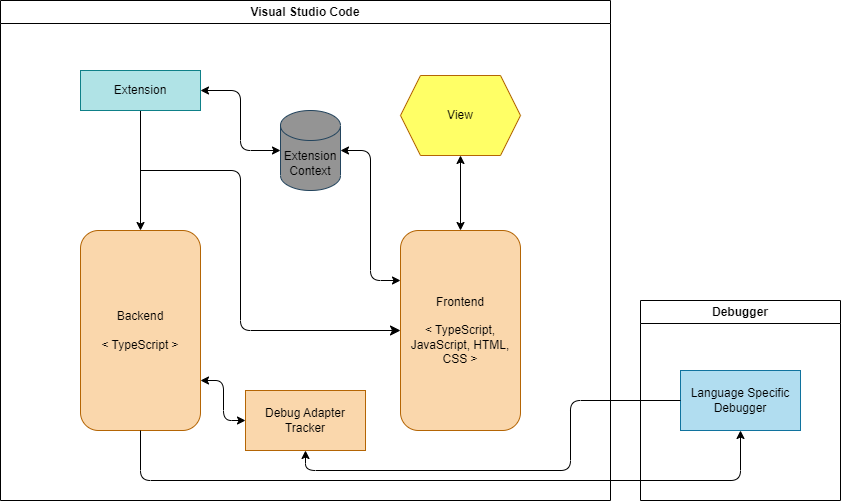 Visual Studio Code
Extension
View
Extension
Context
Backend
< TypeScript >
Frontend
< TypeScript,
JavaScript, HTML,
CSS >
Debugger
Language Specific
Debugger
Debug Adapter
Tracker